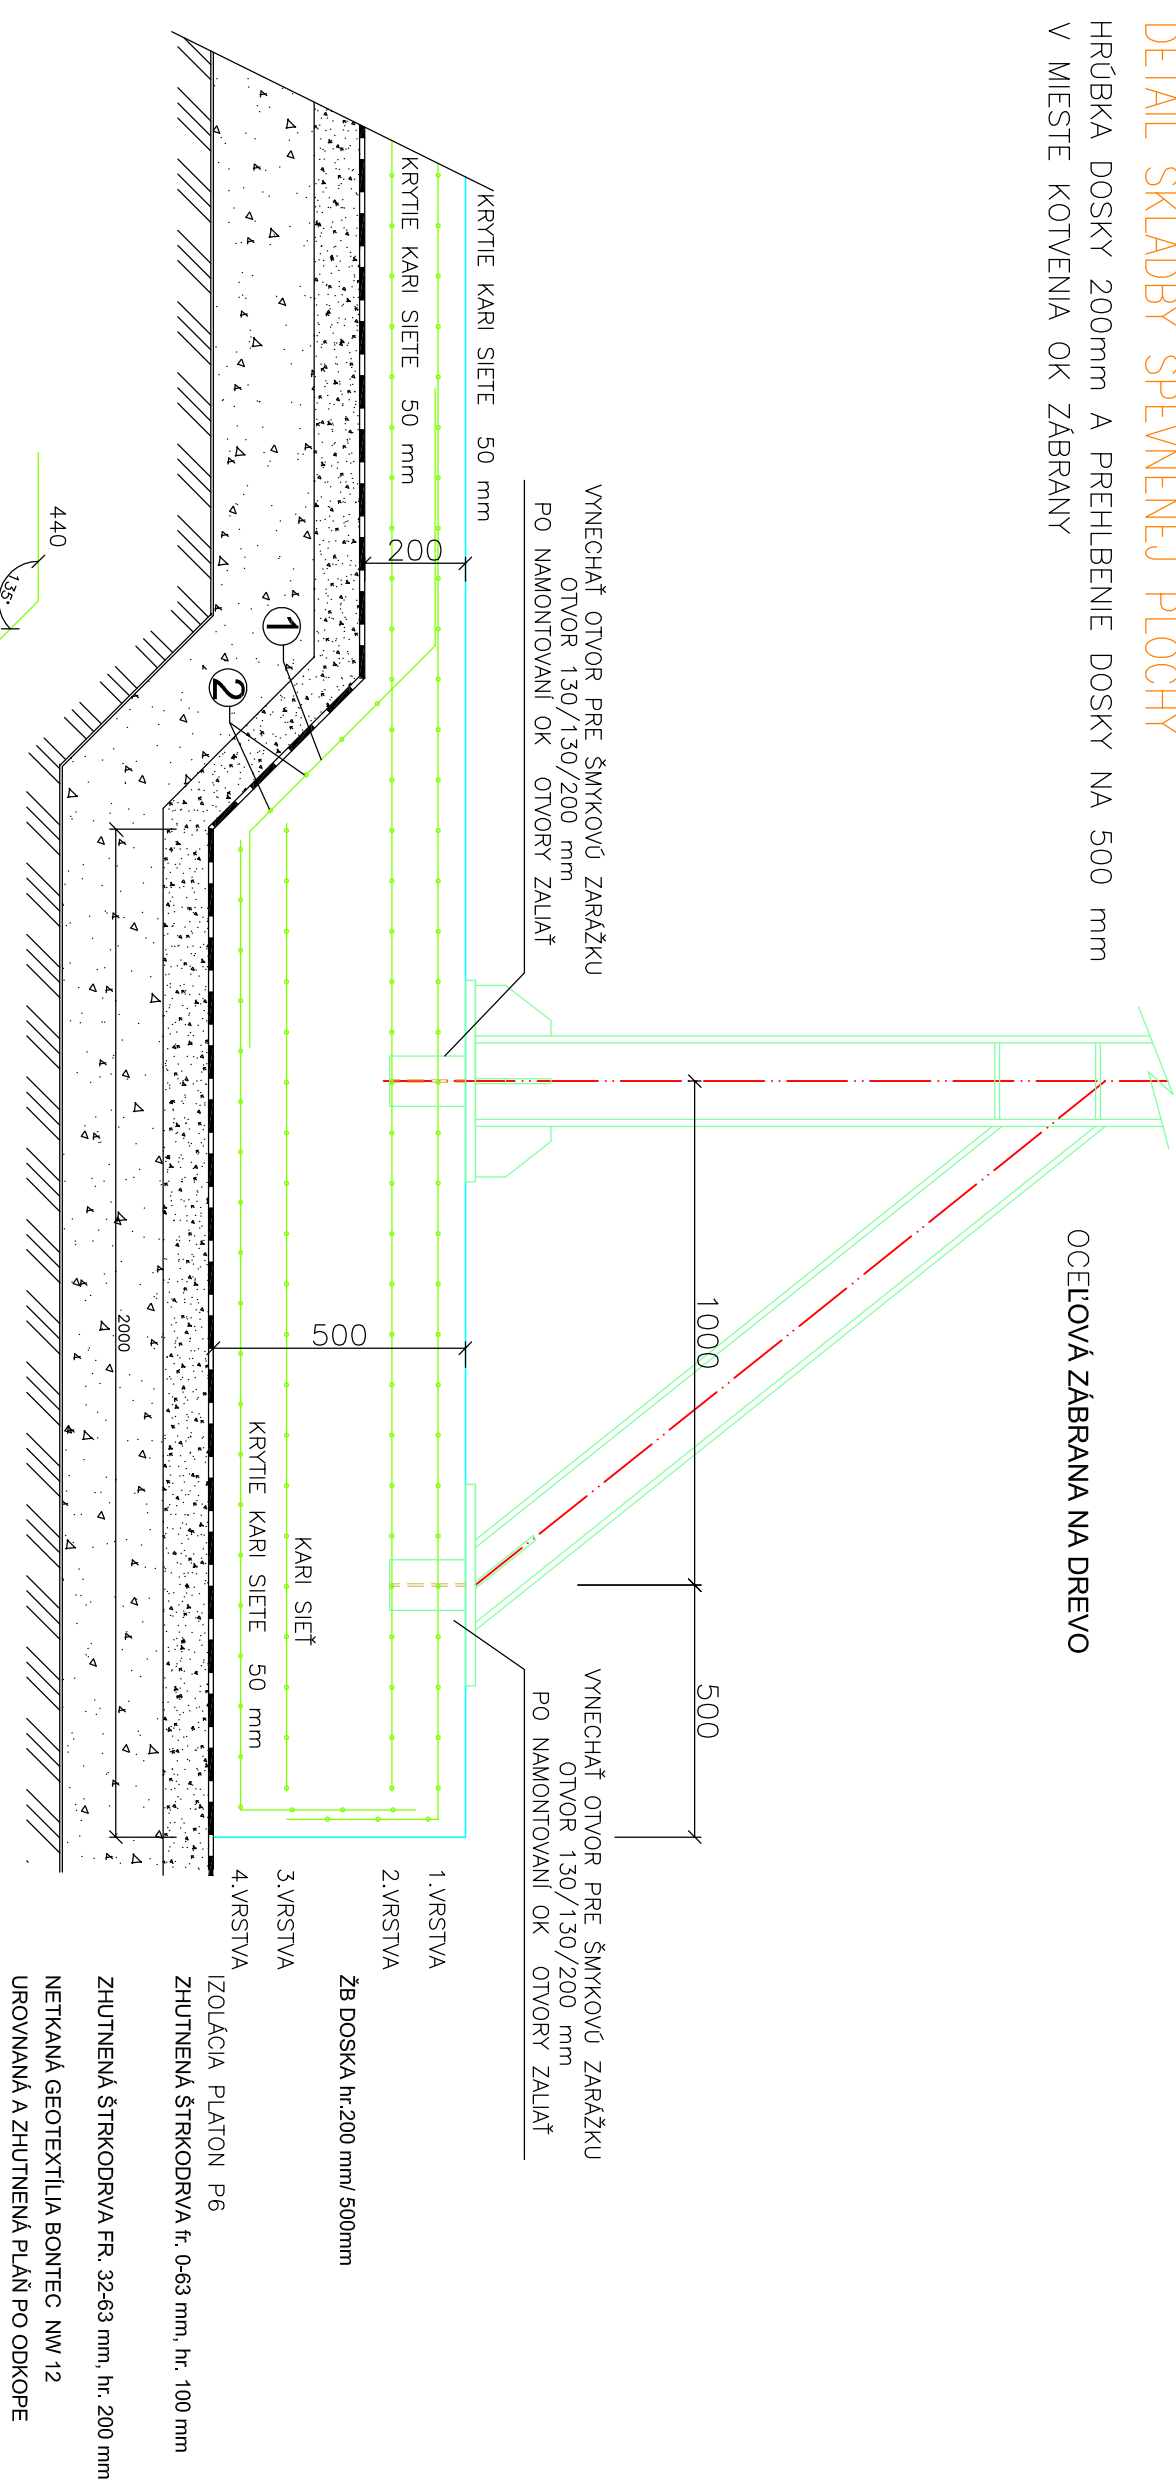 DETAIL SKLADBY SPEVNENEJ PLOCHY
HRÚBKA DOSKY 200mm A PREHLBENIE DOSKY NA 500 mm
V MIESTE KOTVENIA OK ZÁBRANY
OCEĽOVÁ ZÁBRANA NA DREVO
1000
500
VYNECHAŤ OTVOR PRE ŠMYKOVÚ ZARÁŽKU
OTVOR 130/130/200 mm
PO NAMONTOVANÍ OK OTVORY ZALIAŤ
VYNECHAŤ OTVOR PRE ŠMYKOVÚ ZARÁŽKU
OTVOR 130/130/200 mm
PO NAMONTOVANÍ OK OTVORY ZALIAŤ
KRYTIE KARI SIETE 50 mm
KRYTIE KARI SIETE 50 mm
200
500
1
2
KARI SIEŤ
KRYTIE KARI SIETE 50 mm
2000
1.VRSTVA
2.VRSTVA
3.VRSTVA
4.VRSTVA
ŽB DOSKA hr.200 mm/ 500mm
IZOLÁCIA PLATON P6
ZHUTNENÁ ŠTRKODRVA fr. 0-63 mm, hr. 100 mm
ZHUTNENÁ ŠTRKODRVA FR. 32-63 mm, hr. 200 mm
NETKANÁ GEOTEXTÍLIA BONTEC NW 12
UROVNANÁ A ZHUTNENÁ PLÁŇ PO ODKOPE
440
135°